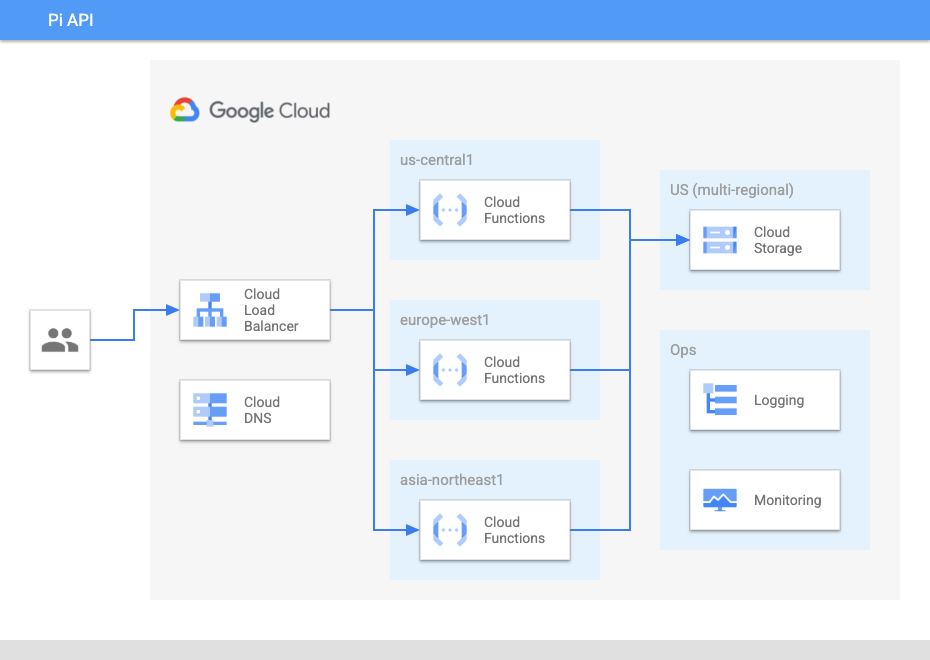 Pi API
Google Cloud
us-central1
Cloud
Functions
US (multi-regional)
Cloud
Storage
Cloud
Load
Balancer
europe-west1
Cloud
Functions
Ops
Logging
Cloud
DNS
asia-northeast1
Cloud
Functions
Monitoring